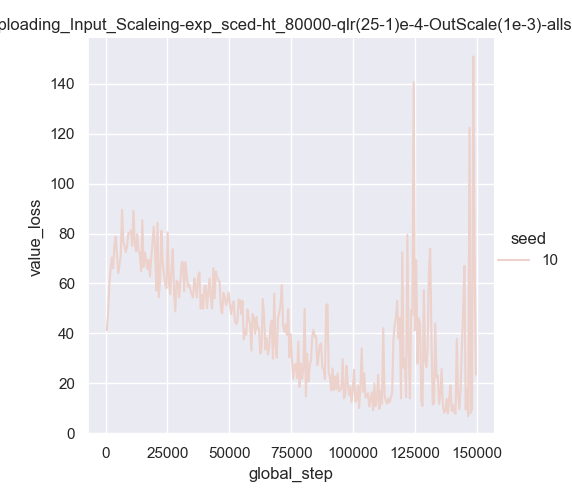 ploading_Input_Scaleing-exp_sced-ht_80000-qlr(25-1)e-4-OutScale(1e-3)-alls
140
120
100
80
60
40
20
0
value_loss
0 25000 50000 75000 100000 125000 150000
global_step
seed
10